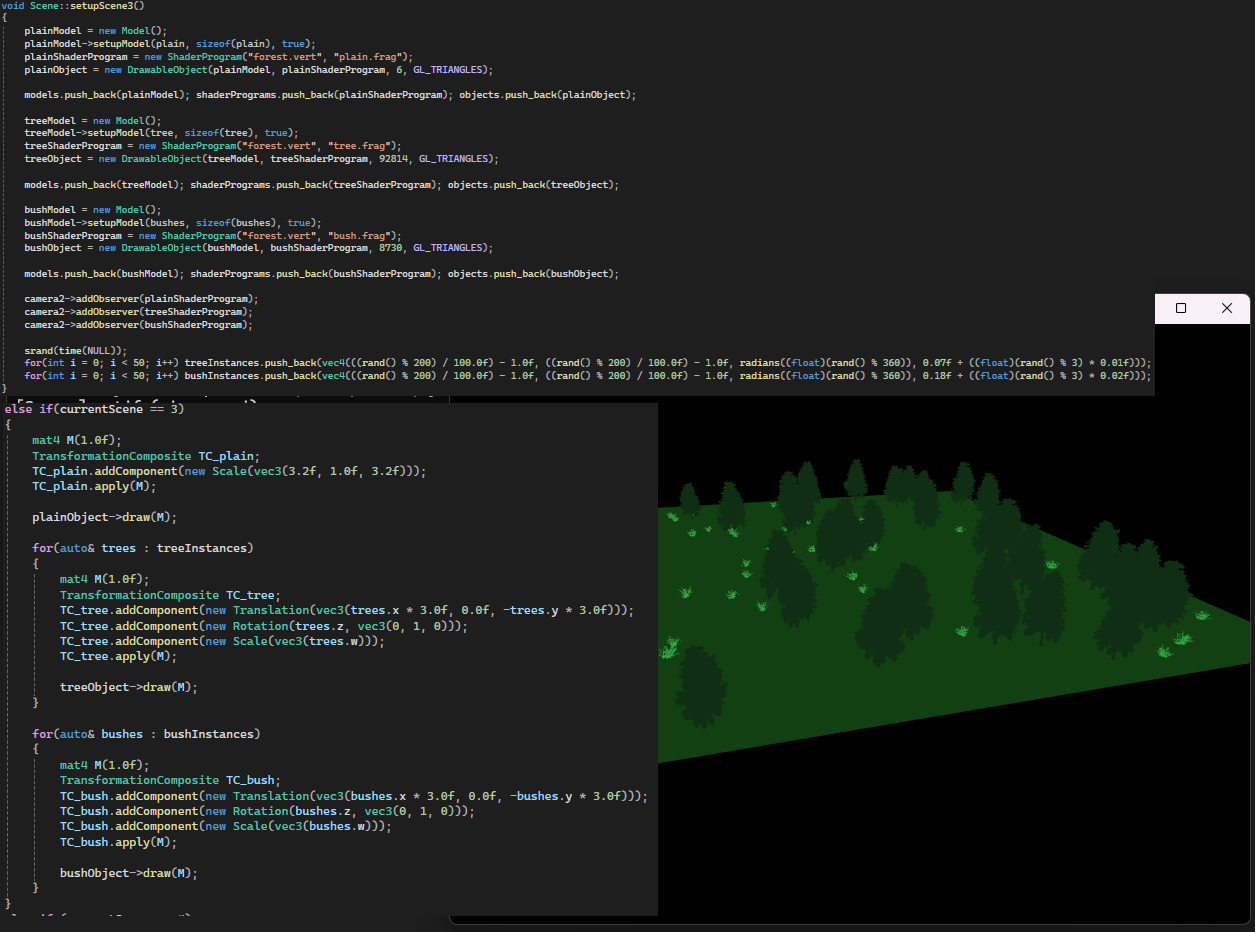 void Scene::setupScene3()
{
plainModel = new Model();
plainModel->setupModel(plain, sizeof(plain), true);
plainShaderProgram = new ShaderProgram("forest.vert", "plain.frag");
plainObject = new DrawableObject(plainModel, plainShaderProgram, 6, GL_TRIANGLES);
models.push_back(plainModel); shaderPrograms.push_back(plainShaderProgram); objects.push_back(plainObject);
treeModel = new Model();
treeModel->setupModel(tree, sizeof(tree), true);
treeShaderProgram = new ShaderProgram("forest.vert", "tree.frag");
treeObject = new DrawableObject(treeModel, treeShaderProgram, 92814, GL_TRIANGLES);
models.push_back(treeModel); shaderPrograms.push_back(treeShaderProgram); objects.push_back(treeObject);
bushModel = new Model();
bushModel->setupModel(bushes, sizeof(bushes), true);
bushShaderProgram = new ShaderProgram("forest.vert", "bush.frag");
bushObject = new DrawableObject(bushModel, bushShaderProgram, 8730, GL_TRIANGLES);
models.push_back(bushModel); shaderPrograms.push_back(bushShaderProgram); objects.push_back(bushObject);
camera2->addObserver(plainShaderProgram);
camera2->addObserver(treeShaderProgram);
camera2->addObserver(bushShaderProgram);
srand(time(NULL));
for(int i = 0; i < 50; i++) treeInstances.push_back(vec4(((rand() % 200) / 100.0f) - 1.0f, ((rand() % 200) / 100.0f) - 1.0f, radians((float)(rand() % 360)), 0.07f + ((float)(rand() % 3) * 0.01f)));
for(int i = 0; i < 50; i++) bushInstances.push_back(vec4(((rand() % 200) / 100.0f) - 1.0f, ((rand() % 200) / 100.0f) - 1.0f, radians((float)(rand() % 360)), 0.18f + ((float)(rand() % 3) * 0.02f)));
}
else if(currentScene == 3)
{
mat4 M(1.0f);
TransformationComposite TC_plain;
TC_plain.addComponent(new Scale(vec3(3.2f, 1.0f, 3.2f)));
TC_plain.apply(M);
plainObject->draw(M);
for(auto& trees : treeInstances)
{
mat4 M(1.0f);
TransformationComposite TC_tree;
TC_tree.addComponent(new Translation(vec3(trees.x * 3.0f, 0.0f, -trees.y * 3.0f)));
TC_tree.addComponent(new Rotation(trees.z, vec3(0, 1, 0)));
TC_tree.addComponent(new Scale(vec3(trees.w)));
TC_tree.apply(M);
treeObject->draw(M);
}
for(auto& bushes : bushInstances)
{
mat4 M(1.0f);
TransformationComposite TC_bush;
TC_bush.addComponent(new Translation(vec3(bushes.x * 3.0f, 0.0f, -bushes.y * 3.0f)));
TC_bush.addComponent(new Rotation(bushes.z, vec3(0, 1, 0)));
TC_bush.addComponent(new Scale(vec3(bushes.w)));
TC_bush.apply(M);
bushObject->draw(M);
}
}